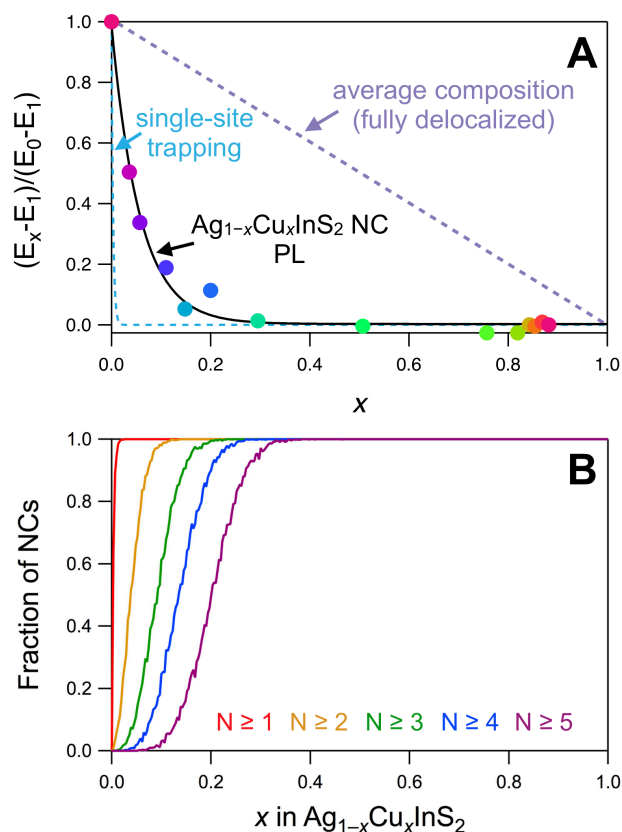 A
1.0
0.8
0.6
0.4
0.2
0.0
(Eₓ-E₁)/(E₀-E₁)
average composition
(fully delocalized)
single-site
trapping
Ag₁₋ₓCuₓInS₂ NC
PL
0.0 0.2 0.4 0.6 0.8 1.0
x
B
1.0
0.8
0.6
0.4
0.2
0.0
Fraction of NCs
N ≥ 1 N ≥ 2 N ≥ 3 N ≥ 4 N ≥ 5
0.0 0.2 0.4 0.6 0.8 1.0
x in Ag₁₋ₓCuₓInS₂